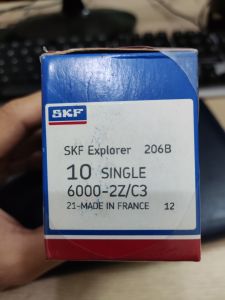 SKF
SKF Explorer 206B
10 SINGLE
6000-2Z/C3
21-MADE IN FRANCE 12